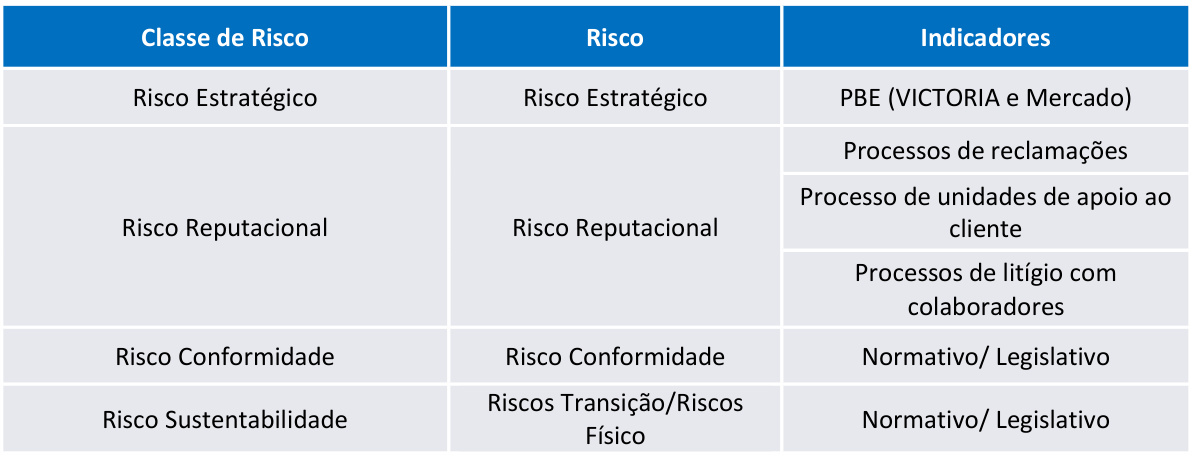 Classe de Risco
Risco
Indicadores
Risco Estratégico
Risco Estratégico
PBE (VICTORIA e Mercado)
Risco Reputacional
Risco Reputacional
Processos de reclamações
Processo de unidades de apoio ao
cliente
Processos de litígio com
colaboradores
Risco Conformidade
Risco Conformidade
Normativo/ Legislativo
Risco Sustentabilidade
Riscos Transição/Riscos
Físico
Normativo/ Legislativo